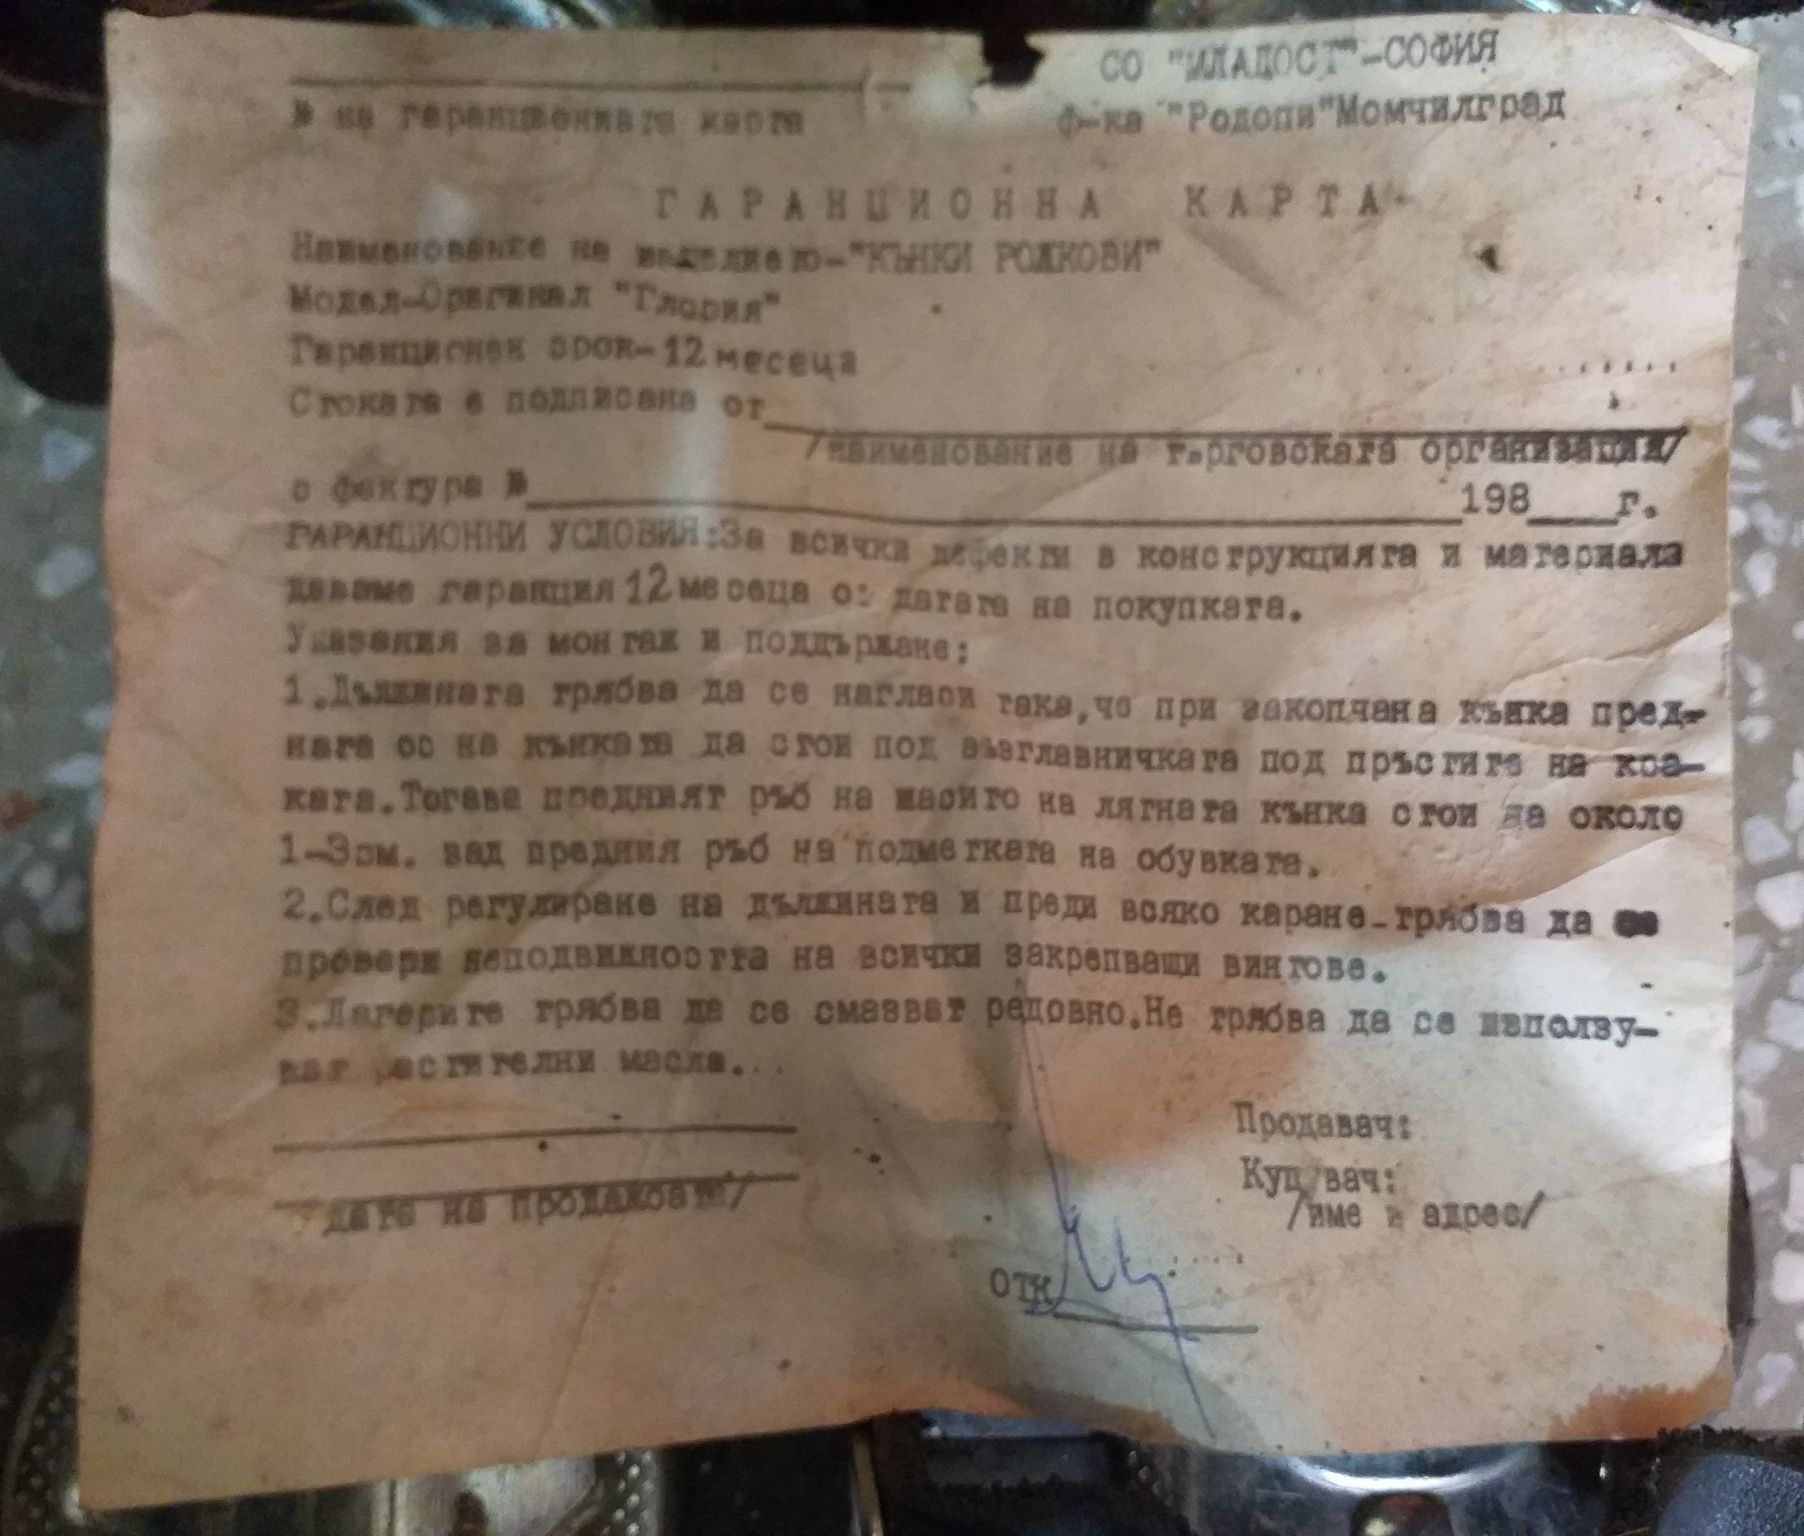 СО "МЛАДОСТ"-СОФИЯ
№ на гаранционната карта ф-ка "Родопи"Момчилград
ГАРАНЦИОННА КАРТА
Наименование на изделието-"КЪНКИ РОЛКОВИ"
Модел-Оригинал "Глория"
Гаранционен срок-12 месеца
Стоката е подписана от
/наименование на търговската организация/
с фактура № 198 г.
ГАРАНЦИОННИ УСЛОВИЯ:За всички дефекти в конструкцията и материала
даваме гаранция 12 месеца от датата на покупката.
Указания за монтаж и поддържане:
1.Дължината трябва да се нагласи така,че при закопчана кънка пред-
ната ос на кънката да стои под възглавничката под пръстите на кра-
ката.Тогава предният ръб на шасито на лятната кънка стои на около
1-3см. зад предния ръб на подметката на обувката.
2.След регулиране на дължината и преди всяко каране-трябва да се
провери неподвижността на всички закрепващи винтове.
3.Лагерите трябва да се смазват редовно.Не трябва да се използу-
ват растителни масла...
Продавач:
Купувач:
/дата на продажбата/ /име и адрес/
ОТК